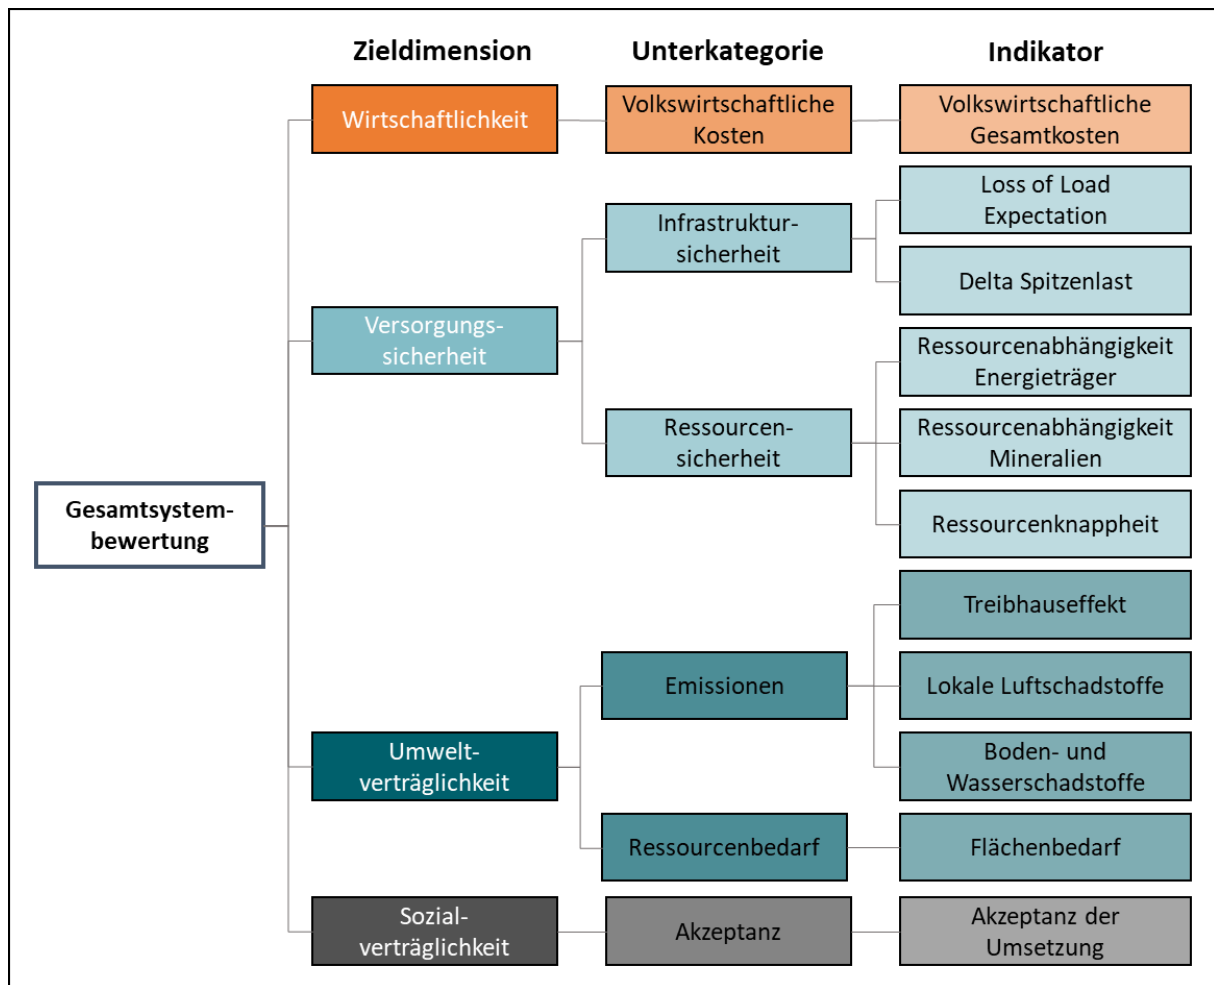 Zieldimension
Unterkategorie
Indikator
Wirtschaftlichkeit
Volkswirtschaftliche
Kosten
Volkswirtschaftliche
Gesamtkosten
Loss of Load
Expectation
Infrastruktur-
sicherheit
Delta Spitzenlast
Versorgungs-
sicherheit
Ressourcenabhängigkeit
Energieträger
Ressourcen-
sicherheit
Ressourcenabhängigkeit
Mineralien
Ressourcenknappheit
Gesamtsystem-
bewertung
Treibhauseffekt
Emissionen
Lokale Luftschadstoffe
Umwelt-
verträglichkeit
Boden- und
Wasserschadstoffe
Ressourcenbedarf
Flächenbedarf
Sozial-
verträglichkeit
Akzeptanz
Akzeptanz der
Umsetzung